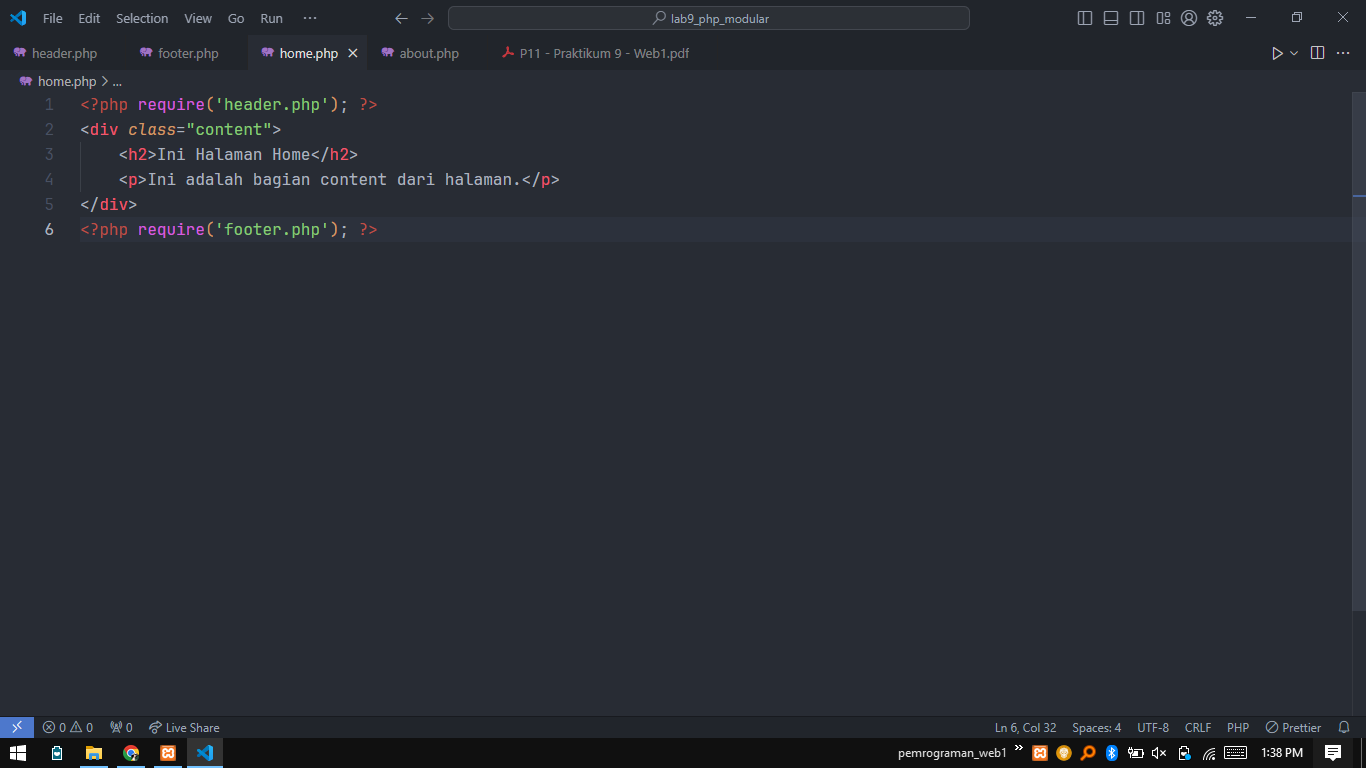 File Edit Selection View Go Run ···
lab9_php_modular
header.php footer.php home.php about.php P11 - Praktikum 9 - Web1.pdf
home.php > ...
1 <?php require('header.php'); ?>
2 <div class="content">
3     <h2>Ini Halaman Home</h2>
4     <p>Ini adalah bagian content dari halaman.</p>
5 </div>
6 <?php require('footer.php'); ?>
0 0 0 Live Share Ln 6, Col 32 Spaces: 4 UTF-8 CRLF PHP Prettier
pemrograman_web1 1:38 PM